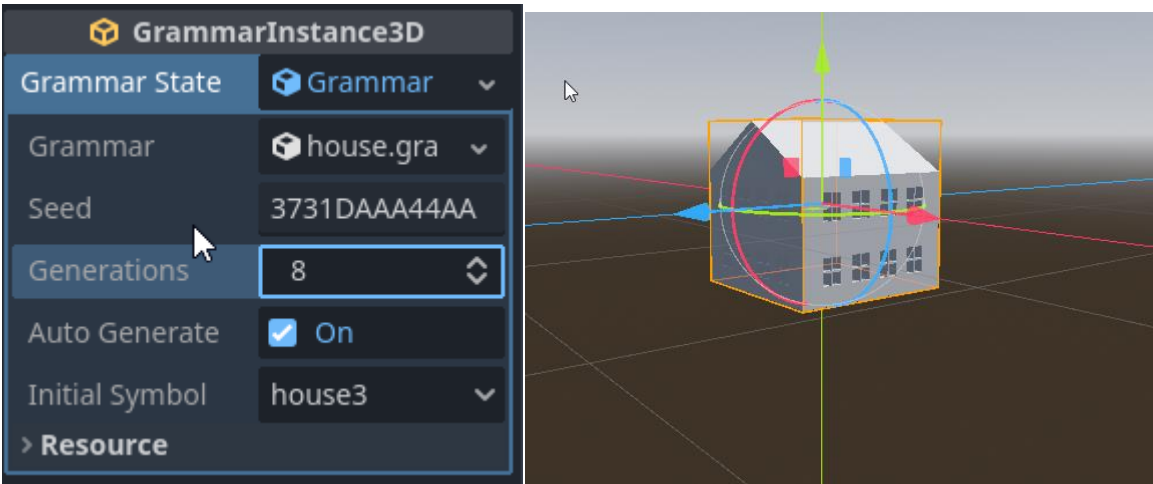 GrammarInstance3D
Grammar State Grammar
Grammar house.gra
Seed 3731DAAA44AA
Generations 8
Auto Generate On
Initial Symbol house3
Resource